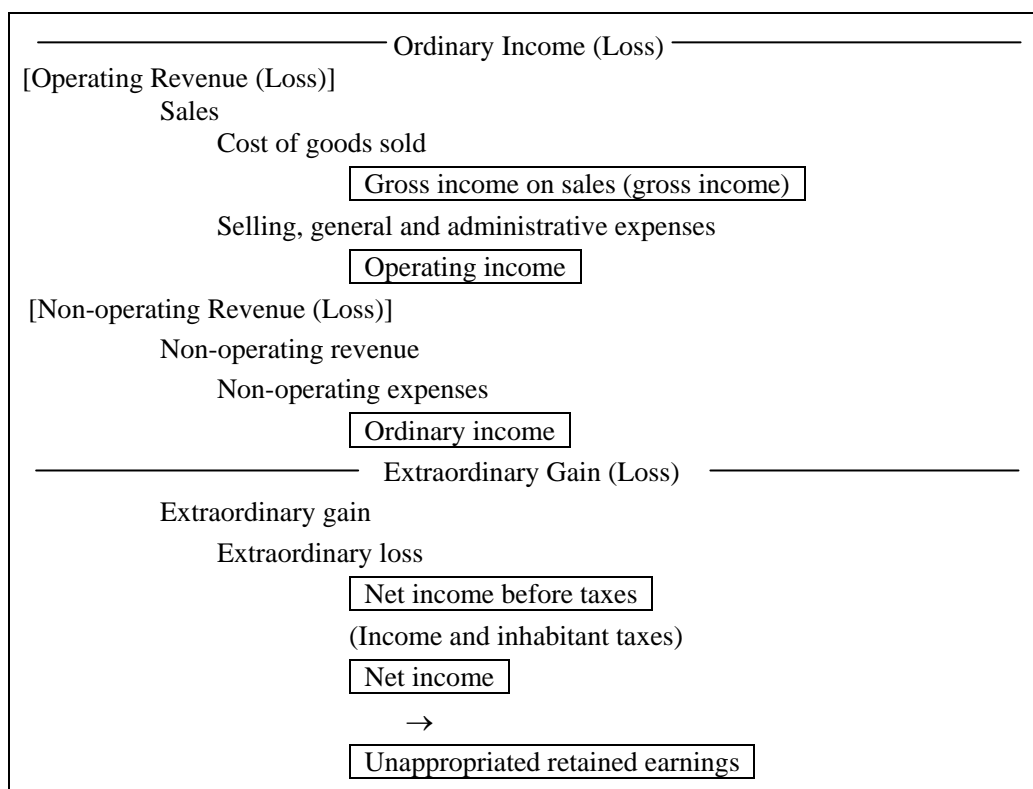 Ordinary Income (Loss)
[Operating Revenue (Loss)]
Sales
Cost of goods sold
Gross income on sales (gross income)
Selling, general and administrative expenses
Operating income
[Non-operating Revenue (Loss)]
Non-operating revenue
Non-operating expenses
Ordinary income
Extraordinary Gain (Loss)
Extraordinary gain
Extraordinary loss
Net income before taxes
(Income and inhabitant taxes)
Net income
→
Unappropriated retained earnings